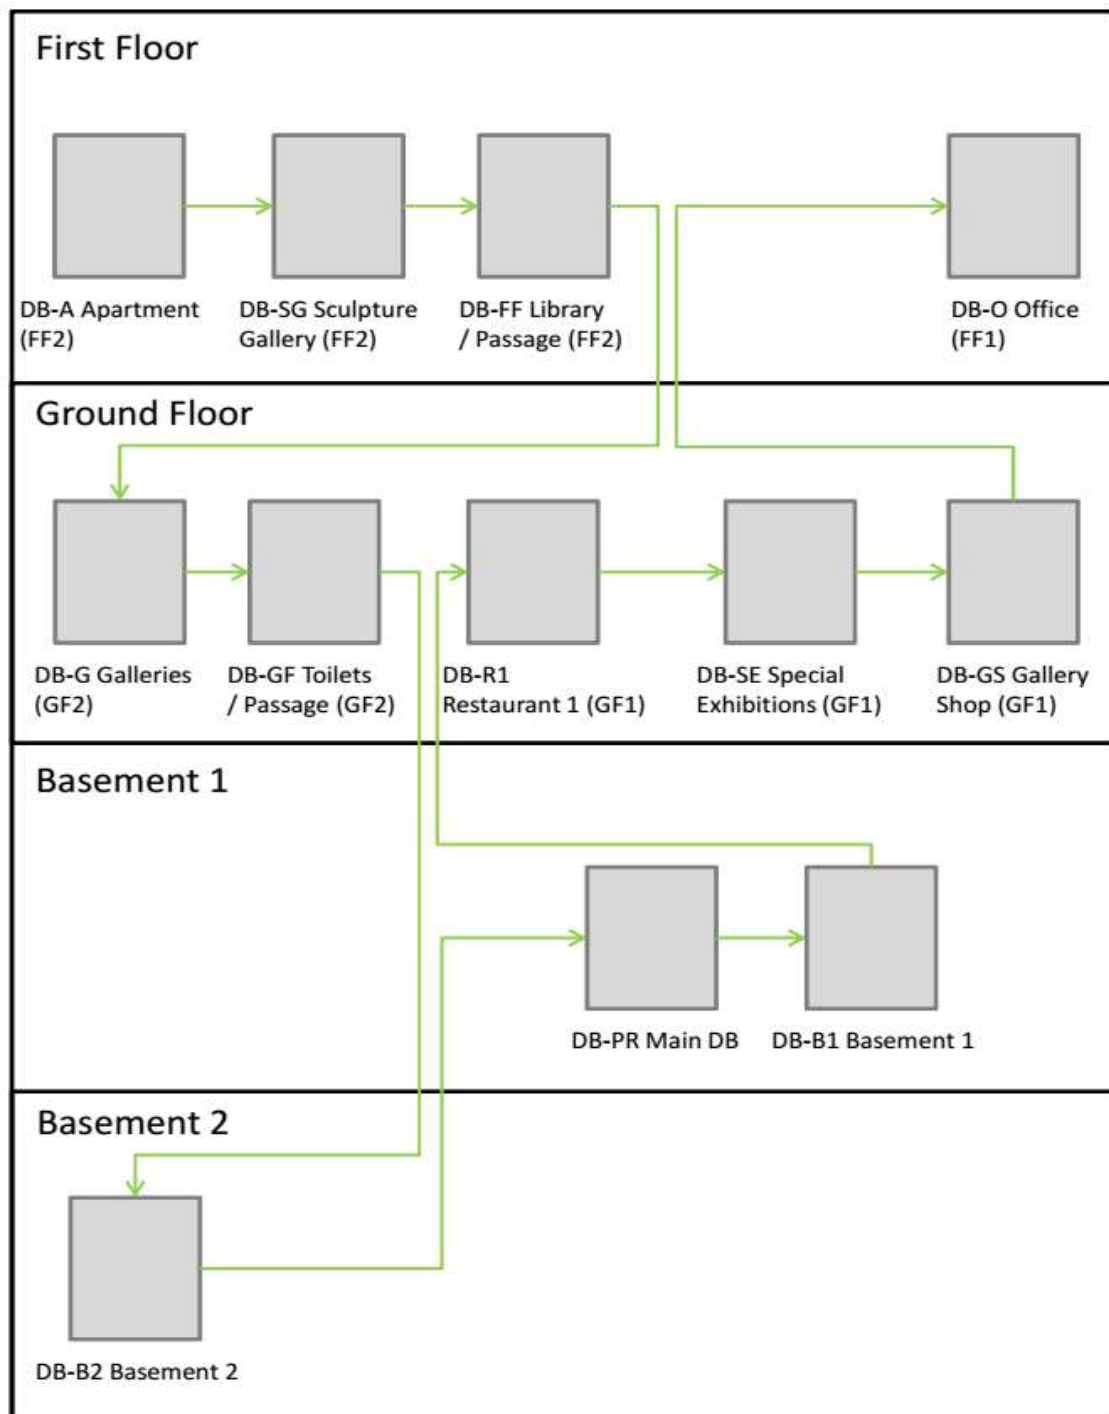 First Floor
DB-A Apartment
(FF2)
DB-SG Sculpture
Gallery (FF2)
DB-FF Library
/ Passage (FF2)
DB-O Office
(FF1)
Ground Floor
DB-G Galleries
(GF2)
DB-GF Toilets
/ Passage (GF2)
DB-R1
Restaurant 1 (GF1)
DB-SE Special
Exhibitions (GF1)
DB-GS Gallery
Shop (GF1)
Basement 1
DB-PR Main DB
DB-B1 Basement 1
Basement 2
DB-B2 Basement 2